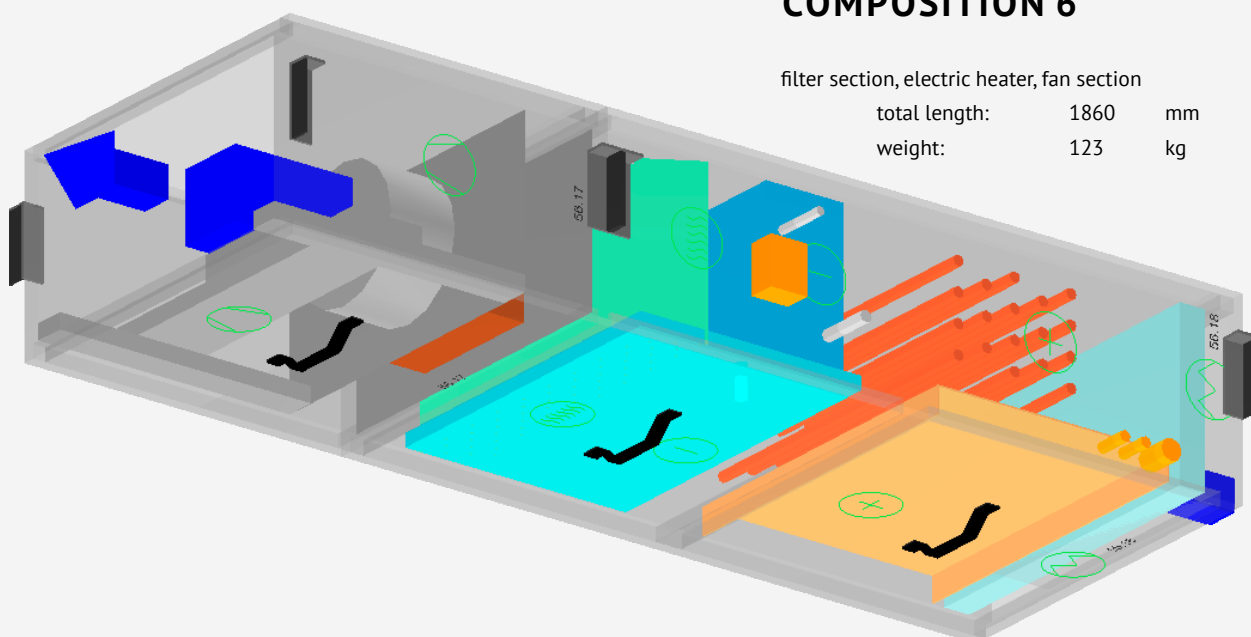 COMPOSITION 6
filter section, electric heater, fan section
total length: 1860 mm
weight: 123 kg
56.17
56.18